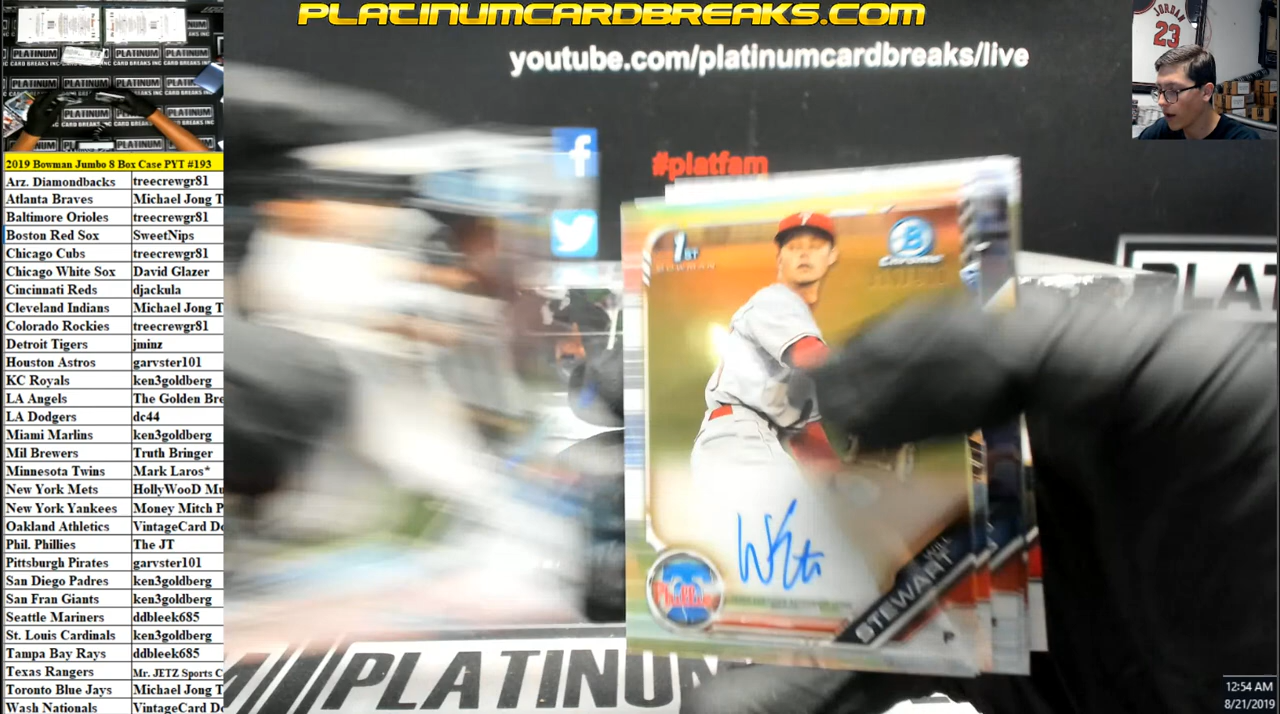 PLATINUMCARDBREAKS.COM
youtube.com/platinumcardbreaks/live
#platfam
JORDAN
23
2019 Bowman Jumbo 8 Box Case PYT #193
Arz. Diamondbacks treecrewgr81
Atlanta Braves Michael Jong T
Baltimore Orioles treecrewgr81
Boston Red Sox SweetNips
Chicago Cubs treecrewgr81
Chicago White Sox David Glazer
Cincinnati Reds djackula
Cleveland Indians Michael Jong T
Colorado Rockies treecrewgr81
Detroit Tigers jminz
Houston Astros garvster101
KC Royals ken3goldberg
LA Angels The Golden Bre
LA Dodgers dc44
Miami Marlins ken3goldberg
Mil Brewers Truth Bringer
Minnesota Twins Mark Laros*
New York Mets HollyWooD Mu
New York Yankees Money Mitch P
Oakland Athletics VintageCard Do
Phil. Phillies The JT
Pittsburgh Pirates garvster101
San Diego Padres ken3goldberg
San Fran Giants ken3goldberg
Seattle Mariners ddbleek685
St. Louis Cardinals ken3goldberg
Tampa Bay Rays ddbleek685
Texas Rangers Mr. JETZ Sports C
Toronto Blue Jays Michael Jong T
Wash Nationals VintageCard Do
1ST
BOWMAN
B
Chrome
WILL
STEWART
P
Phillies
PLATINU
PLAT
12:54 AM
8/21/2019